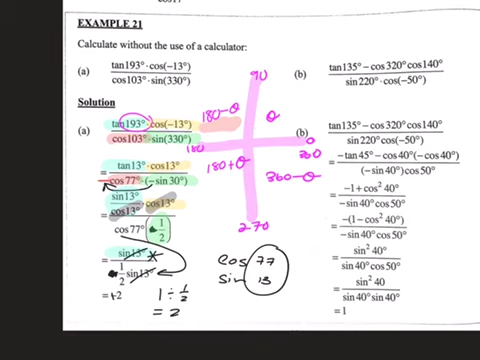 EXAMPLE 21
Calculate without the use of a calculator:
(a) tan193° · cos(−13°)
cos103° · sin(330°)
(b) tan135° − cos320° cos140°
sin220° · cos(−50°)
Solution
(a) tan193° · cos(−13°)
cos103° · sin(330°)
= tan13° · cos13°
−cos77° · (−sin30°)
= sin13°
cos13° · cos13°
cos77° · 1
2
= sin13°
1
2 sin13°
= +2
1 ÷ 1/2
= 2
90
180 − θ
θ
180
0
360
180 + θ
360 − θ
270
cos 77
sin 13
(b) tan135° − cos320° cos140°
sin220° cos(−50°)
= −tan45° − cos40°(−cos40°)
(−sin40°) cos50°
= −1 + cos² 40°
−sin40° cos50°
= −(1 − cos² 40°)
−sin40° cos50°
= sin² 40°
sin40° cos50°
= sin² 40
sin40° sin40°
= 1